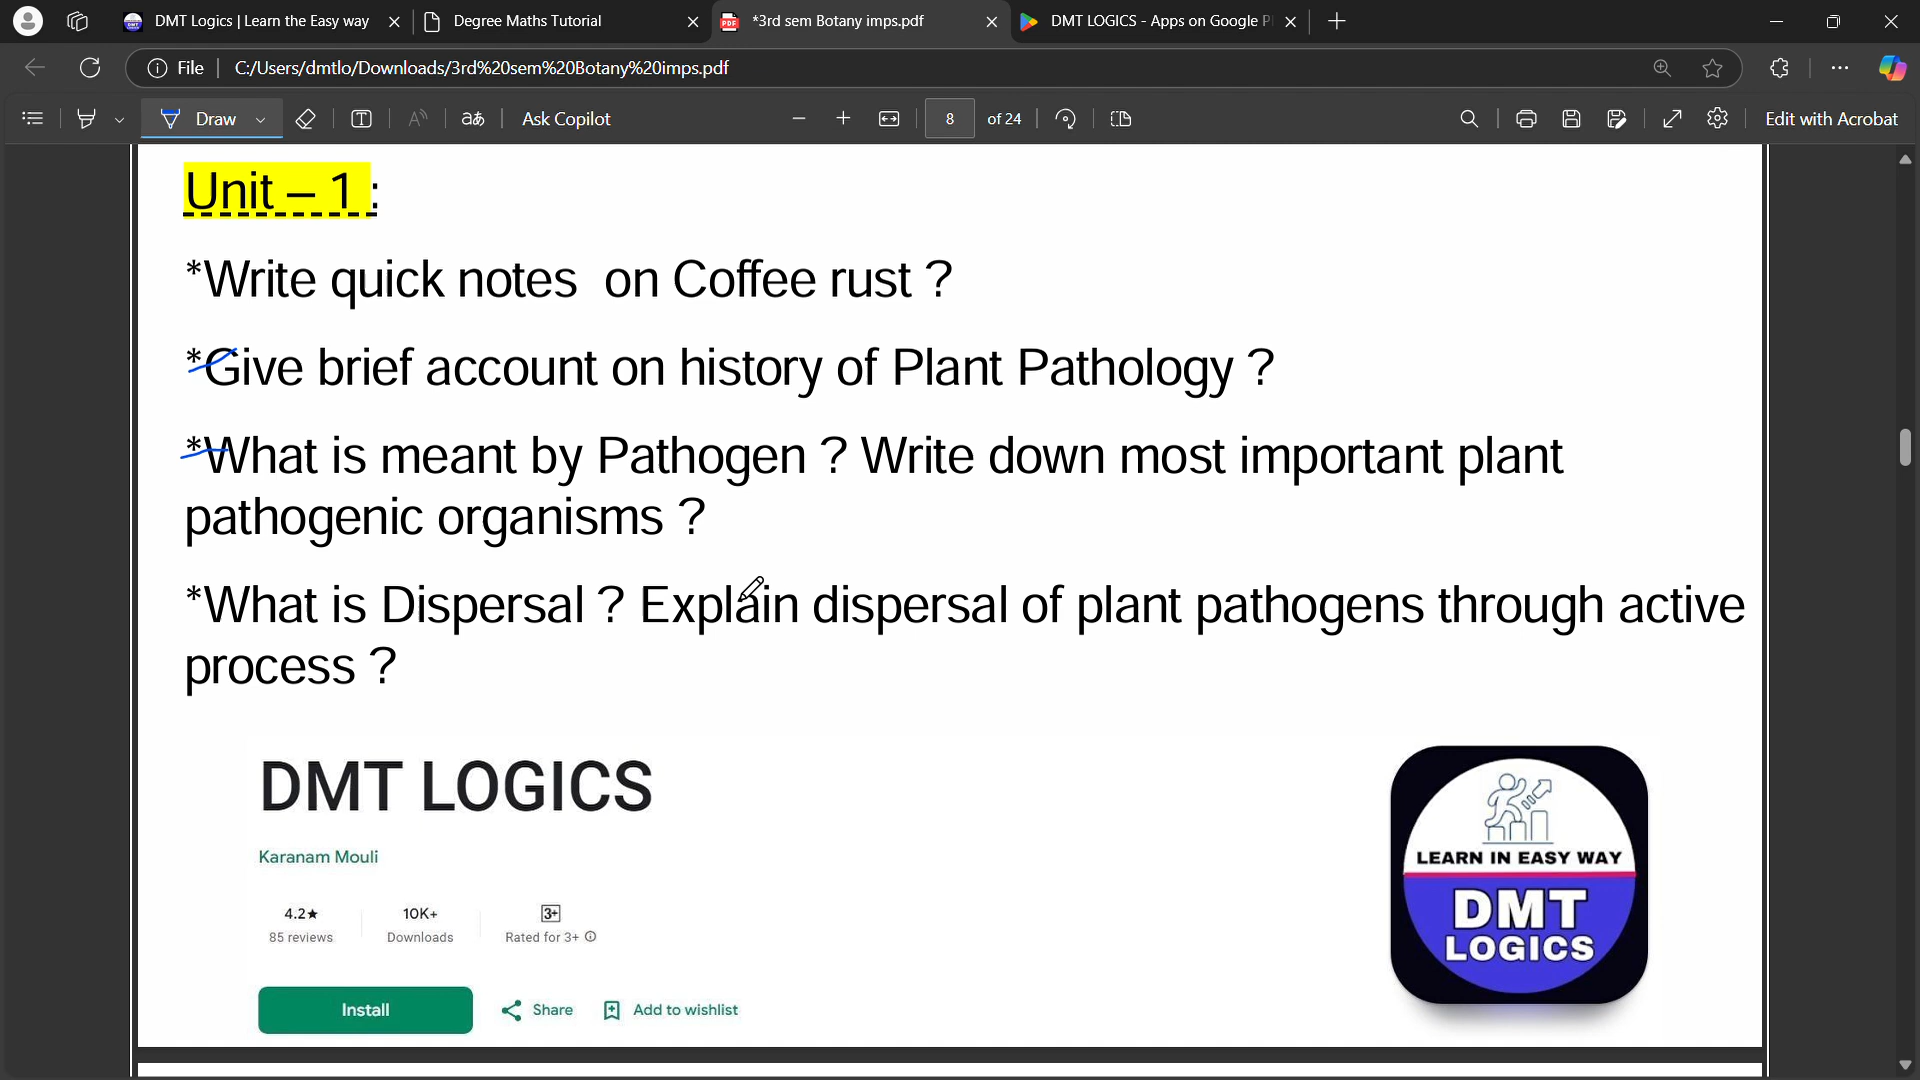 DMT Logics | Learn the Easy way
Degree Maths Tutorial
*3rd sem Botany imps.pdf
DMT LOGICS - Apps on Google P
File
C:/Users/dmtlo/Downloads/3rd%20sem%20Botany%20imps.pdf
Draw
Ask Copilot
8 of 24
Edit with Acrobat
Unit – 1 :
*Write quick notes on Coffee rust ?
*Give brief account on history of Plant Pathology ?
*What is meant by Pathogen ? Write down most important plant
pathogenic organisms ?
*What is Dispersal ? Explain dispersal of plant pathogens through active
process ?
DMT LOGICS
Karanam Mouli
4.2★ 10K+ 3+
85 reviews Downloads Rated for 3+
Install Share Add to wishlist
LEARN IN EASY WAY
DMT
LOGICS